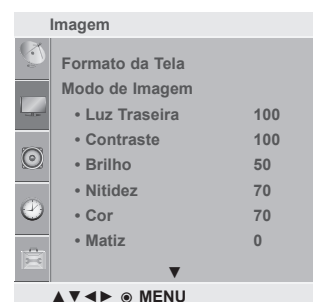 Imagem
Formato da Tela
Modo de Imagem
• Luz Traseira 100
• Contraste 100
• Brilho 50
• Nitidez 70
• Cor 70
• Matiz 0
▼
▲▼◄► ◉ MENU